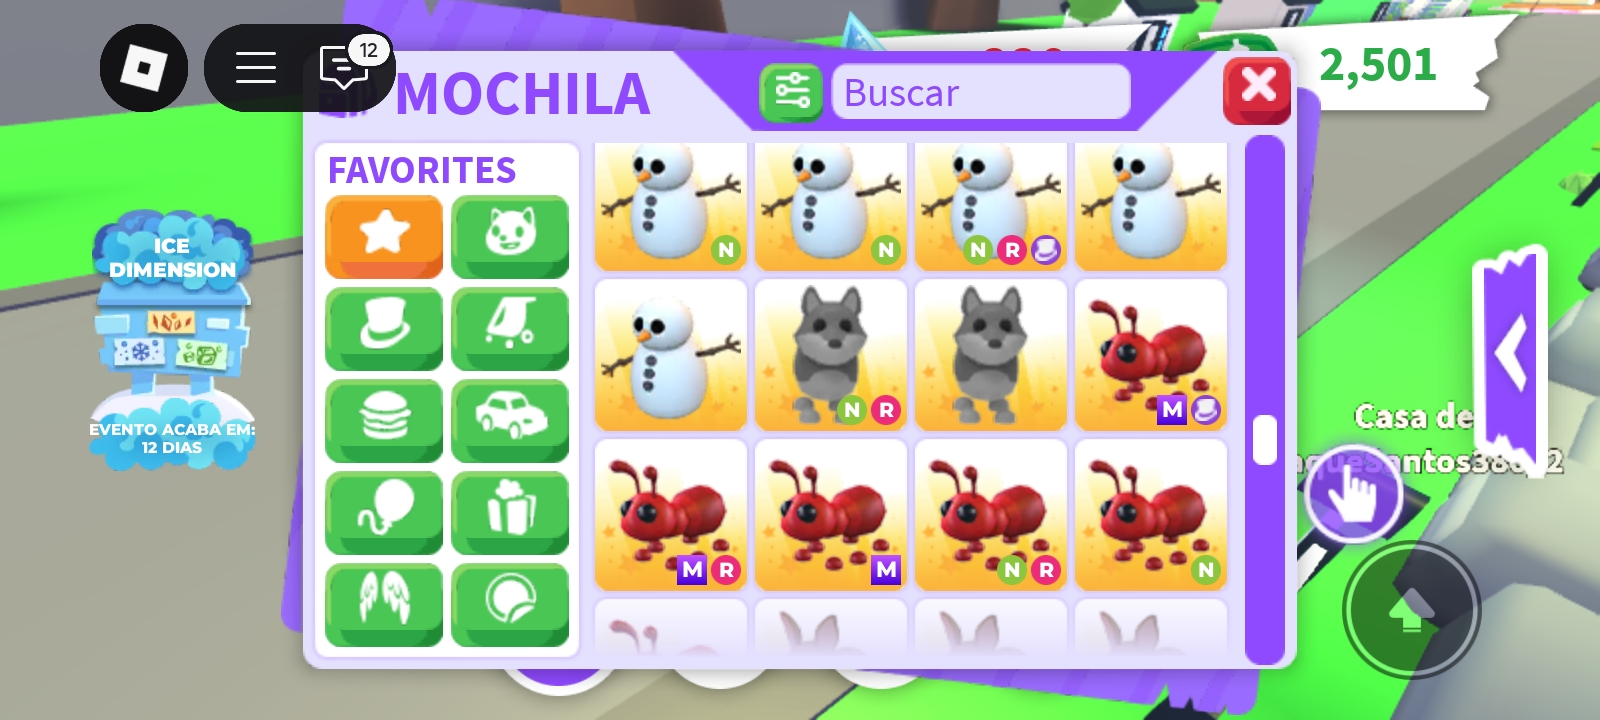 12
MOCHILA
Buscar
2,501
FAVORITES
ICE
DIMENSION
EVENTO ACABA EM:
12 DIAS
N
N
N R
N R
M
M R
M
N R
N
Casa de